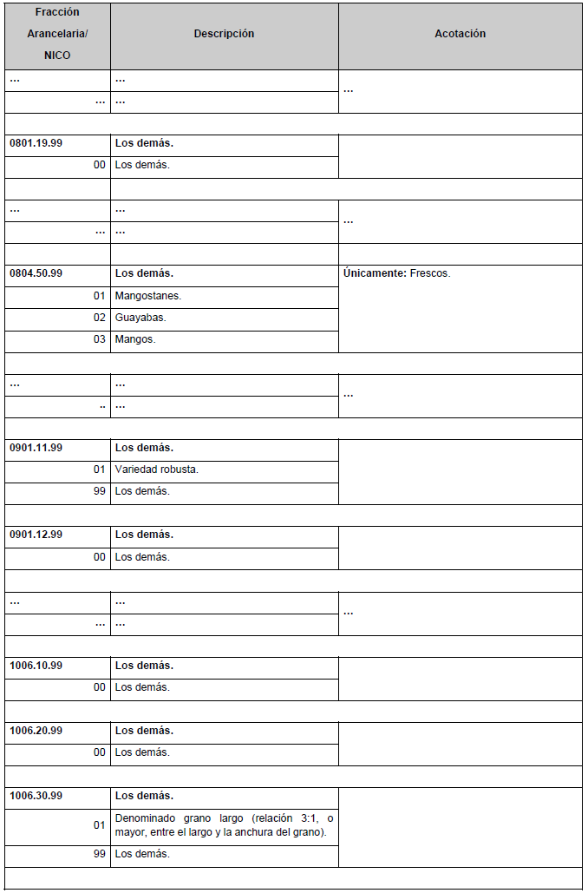 Fracción
Arancelaria/
NICO
Descripción
Acotación
... ... ...
... ...
0801.19.99 Los demás.
00 Los demás.
... ... ...
... ...
0804.50.99 Los demás. Únicamente: Frescos.
01 Mangostanes.
02 Guayabas.
03 Mangos.
... ... ...
.. ...
0901.11.99 Los demás.
01 Variedad robusta.
99 Los demás.
0901.12.99 Los demás.
00 Los demás.
... ... ...
... ...
1006.10.99 Los demás.
00 Los demás.
1006.20.99 Los demás.
00 Los demás.
1006.30.99 Los demás.
01 Denominado grano largo (relación 3:1, o
mayor, entre el largo y la anchura del grano).
99 Los demás.